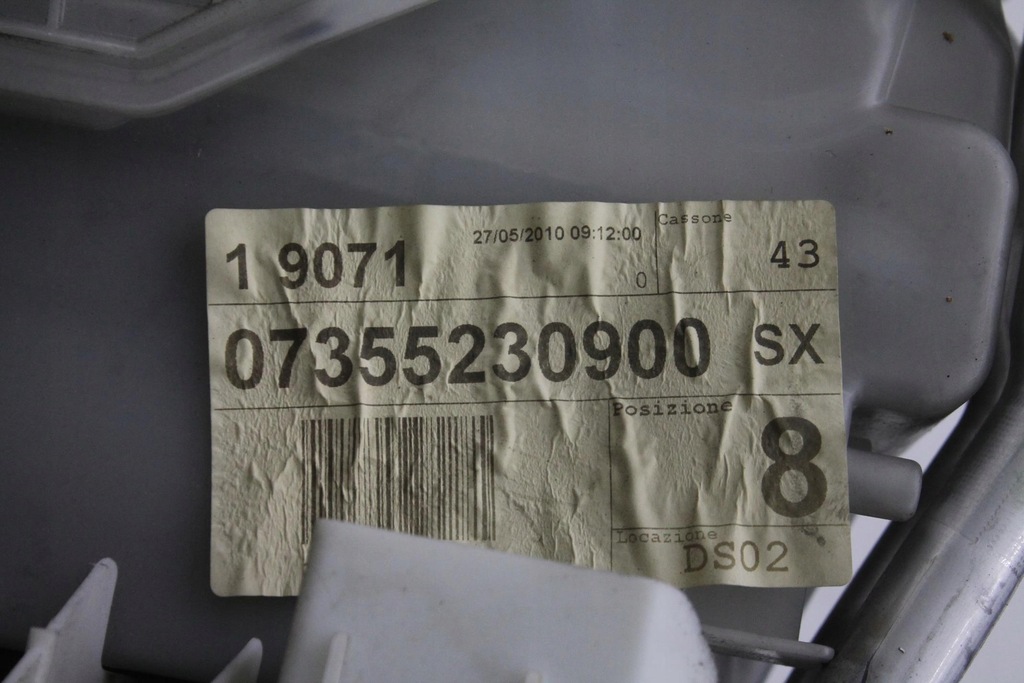 1 9071
27/05/2010 09:12:00
0
Cassone
43
07355230900 SX
Posizione
8
Locazione
DS02